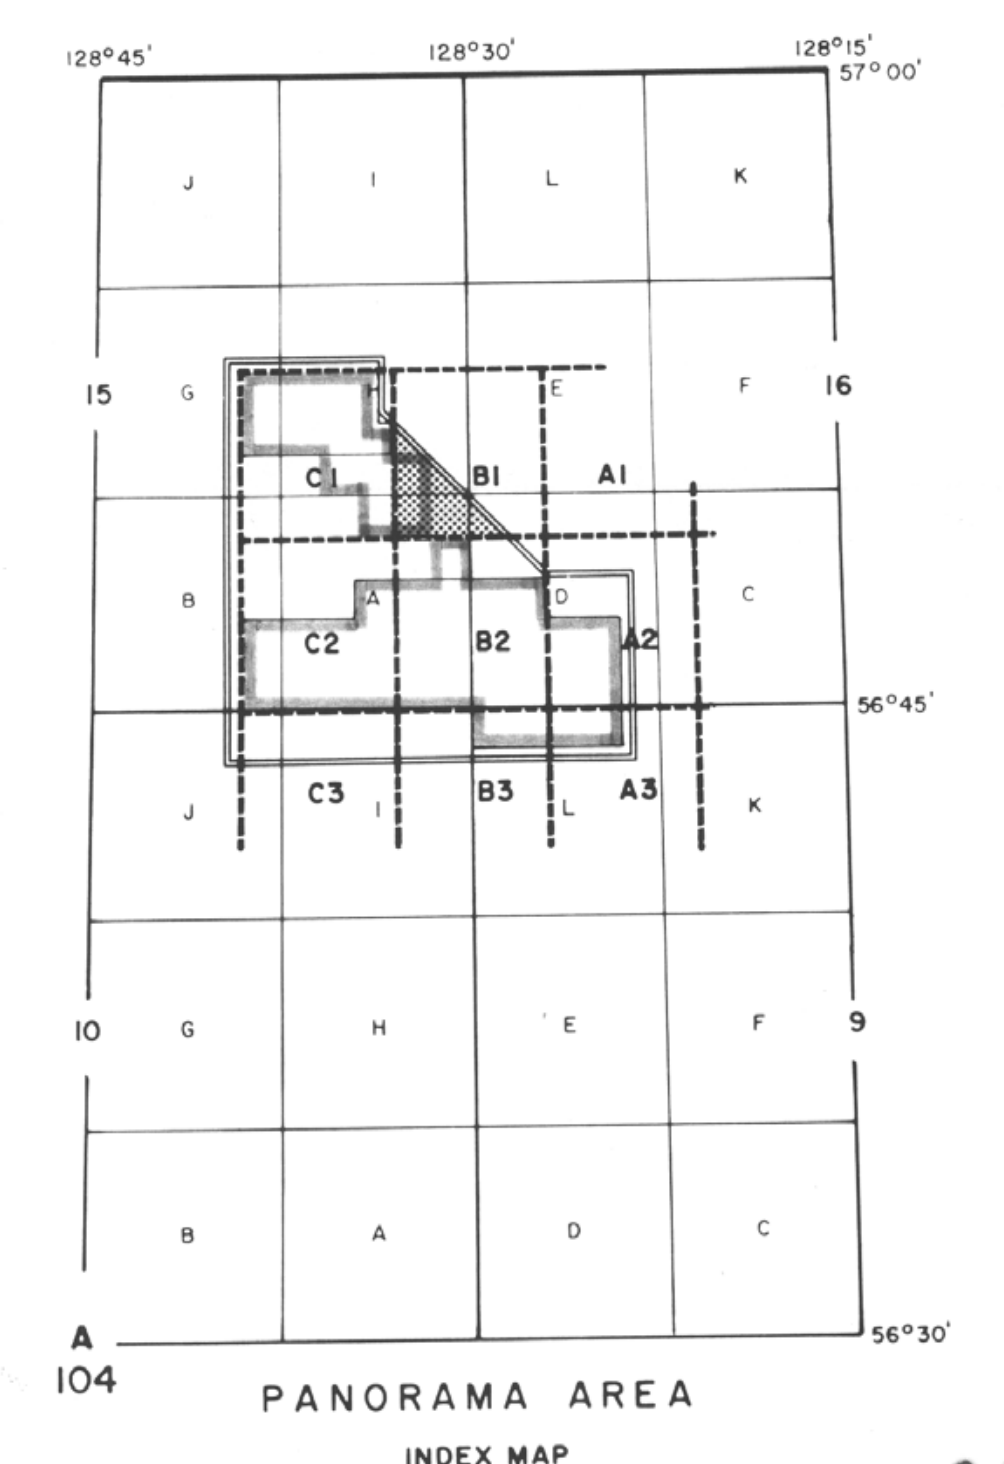 128°45' 128°30' 128°15'
57°00'
J I L K
15 G H E F 16
C1 B1 A1
B A D C
C2 B2 A2
56°45'
C3 B3 A3
J I L K
10 G H E F 9
B A D C
A 56°30'
104
PANORAMA AREA
INDEX MAP